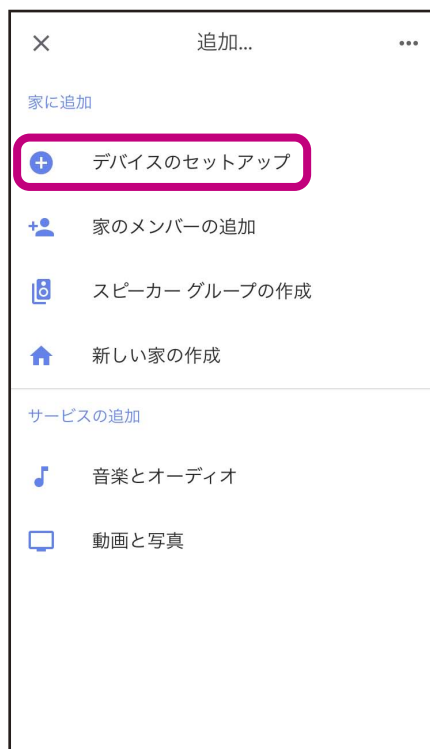 追加...
家に追加
デバイスのセットアップ
家のメンバーの追加
スピーカー グループの作成
新しい家の作成
サービスの追加
音楽とオーディオ
動画と写真